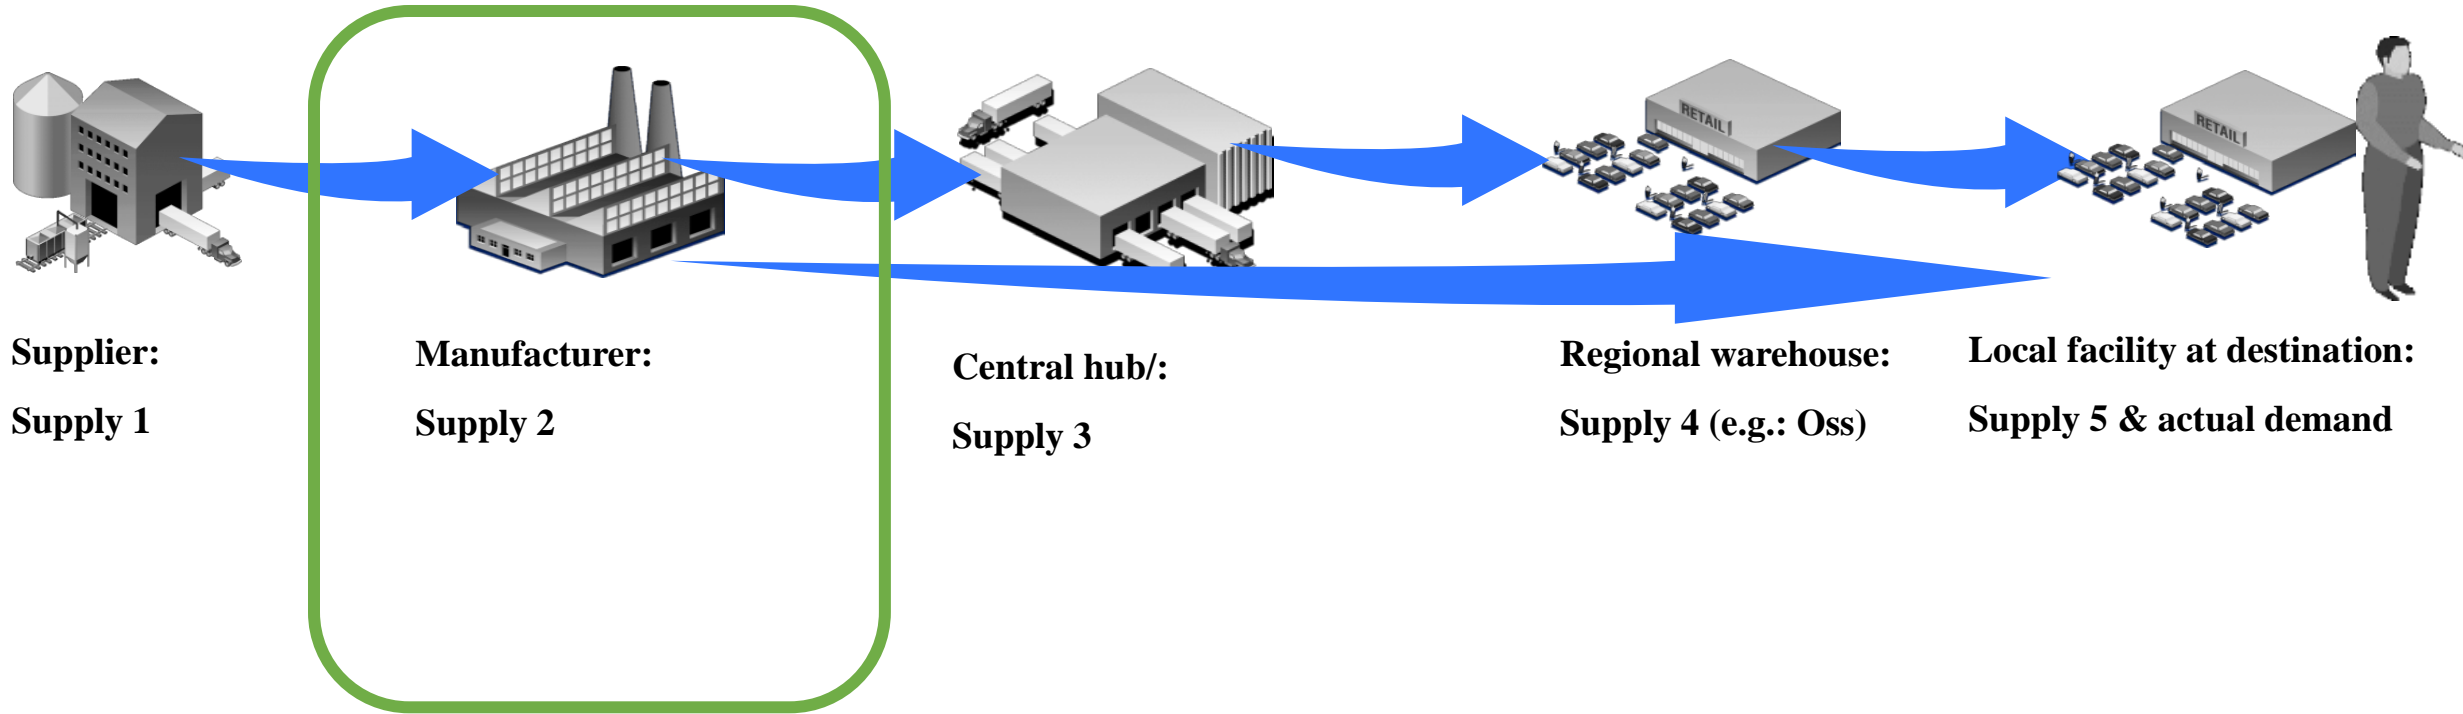 RETAIL
RETAIL
Supplier:
Supply 1
Manufacturer:
Supply 2
Central hub/:
Supply 3
Regional warehouse:
Supply 4 (e.g.: Oss)
Local facility at destination:
Supply 5 & actual demand